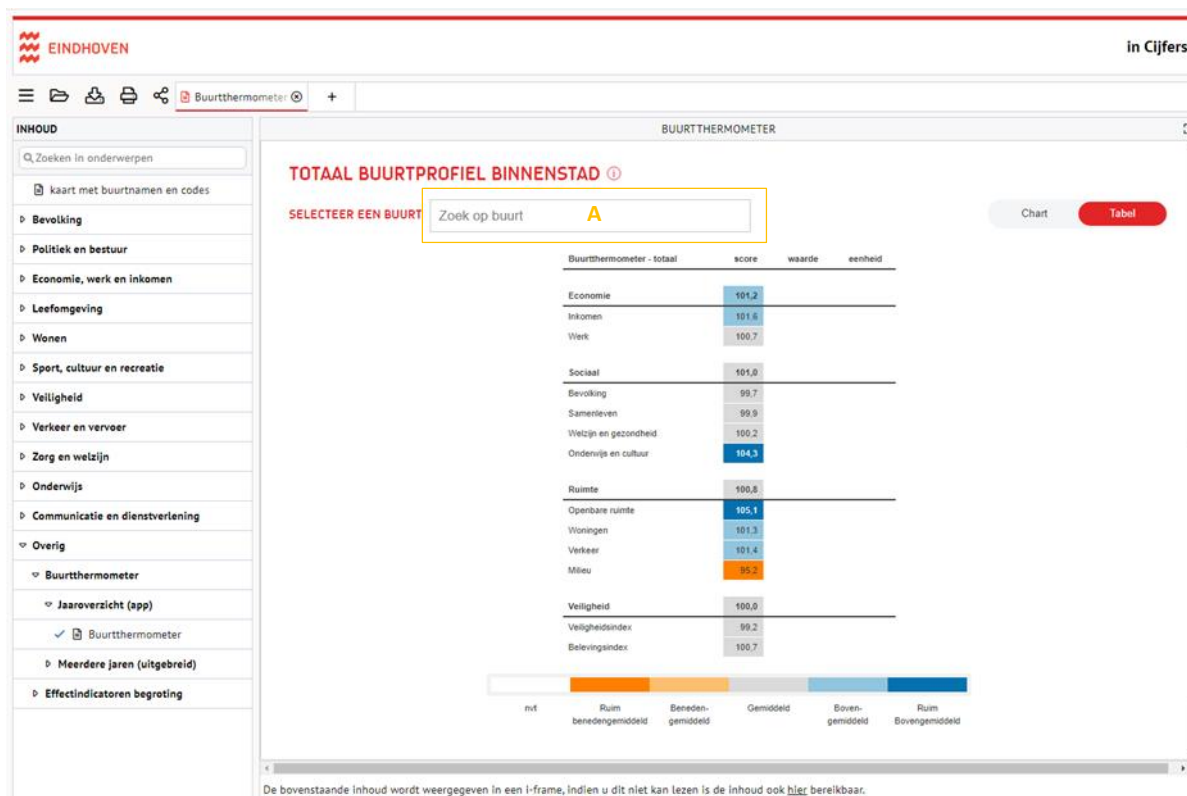 EINDHOVEN
in Cijfers
Buurtthermometer
+
INHOUD
BUURTTHERMOMETER
Zoeken in onderwerpen
kaart met buurtnamen en codes
Bevolking
Politiek en bestuur
Economie, werk en inkomen
Leefomgeving
Wonen
Sport, cultuur en recreatie
Veiligheid
Verkeer en vervoer
Zorg en welzijn
Onderwijs
Communicatie en dienstverlening
Overig
Buurtthermometer
Jaaroverzicht (app)
Buurtthermometer
Meerdere jaren (uitgebreid)
Effectindicatoren begroting
TOTAAL BUURTPROFIEL BINNENSTAD
SELECTEER EEN BUURT Zoek op buurt A
Chart Tabel
Buurtthermometer - totaal score waarde eenheid
Economie 101,2
Inkomen 101,6
Werk 100,7
Sociaal 101,0
Bevolking 99,7
Samenleven 99,9
Welzijn en gezondheid 100,2
Onderwijs en cultuur 104,3
Ruimte 100,8
Openbare ruimte 105,1
Woningen 101,3
Verkeer 101,4
Milieu 95,2
Veiligheid 100,0
Veiligheidsindex 99,2
Belevingsindex 100,7
nvt Ruim Beneden- Gemiddeld Boven- Ruim
benedengemiddeld gemiddeld gemiddeld Bovengemiddeld
De bovenstaande inhoud wordt weergegeven in een i-frame, indien u dit niet kan lezen is de inhoud ook hier bereikbaar.